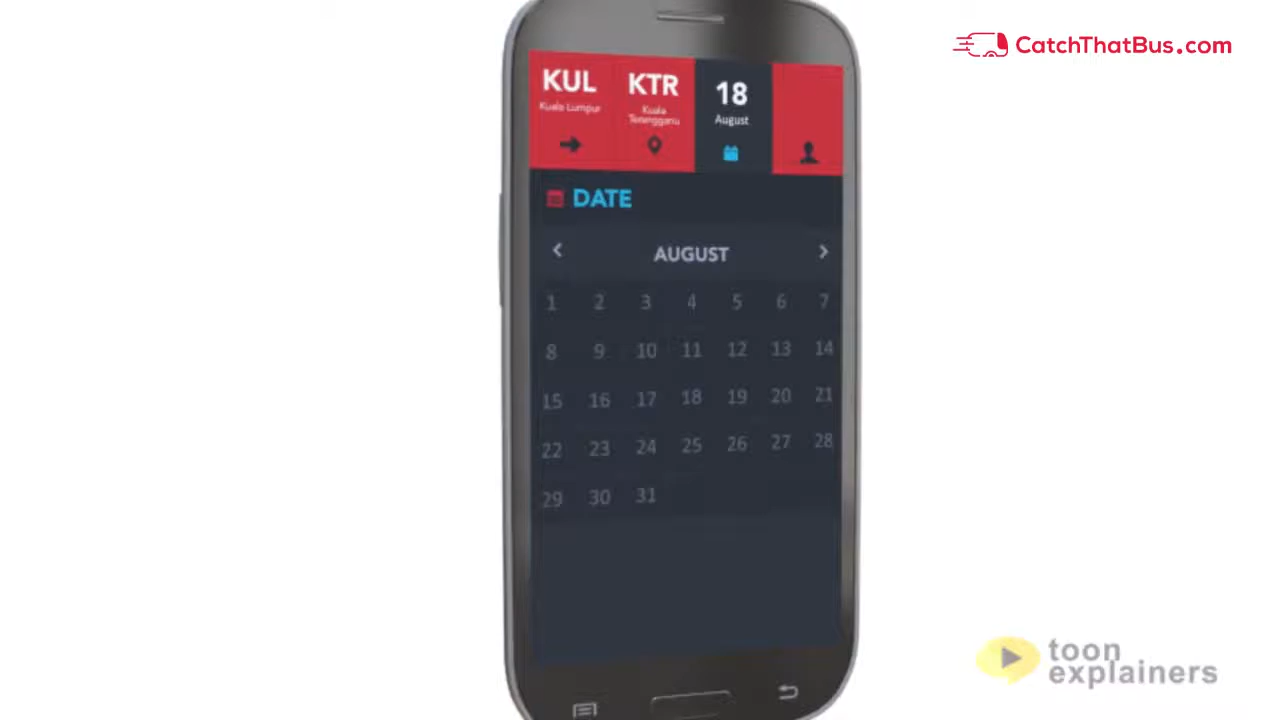 CatchThatBus.com
KUL KTR 18
Kuala Lumpur Kuala Terengganu August
DATE
AUGUST
1 2 3 4 5 6 7
8 9 10 11 12 13 14
15 16 17 18 19 20 21
22 23 24 25 26 27 28
29 30 31
toon
explainers